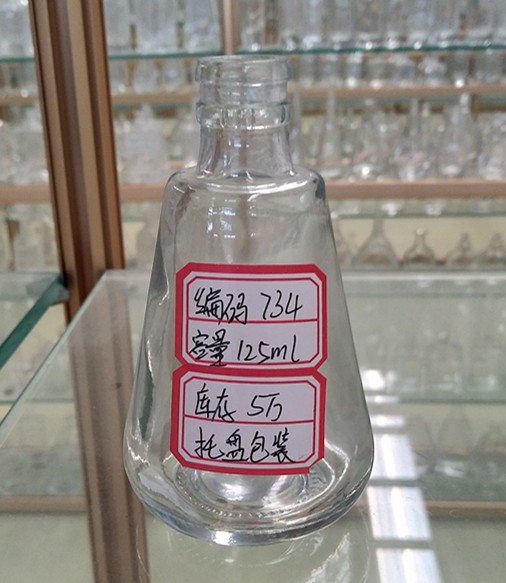 编码 734
容量 125ml
库存 5万
托盘包装